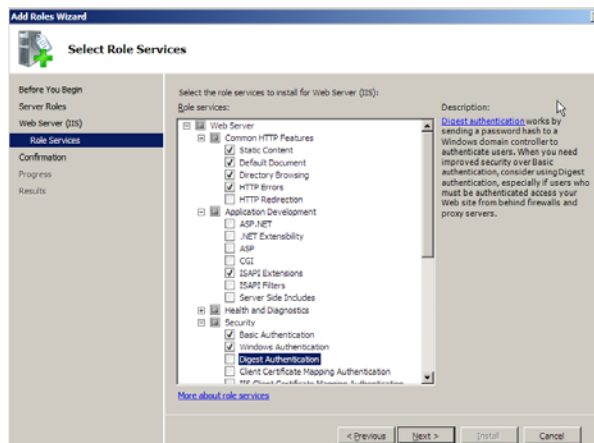 Add Roles Wizard
Select Role Services
Before You Begin
Server Roles
Web Server (IIS)
Role Services
Confirmation
Progress
Results
Select the role services to install for Web Server (IIS):
Role services:
Web Server
Common HTTP Features
Static Content
Default Document
Directory Browsing
HTTP Errors
HTTP Redirection
Application Development
ASP.NET
.NET Extensibility
ASP
CGI
ISAPI Extensions
ISAPI Filters
Server Side Includes
Health and Diagnostics
Security
Basic Authentication
Windows Authentication
Digest Authentication
Client Certificate Mapping Authentication
IIS Client Certificate Mapping Authentication
More about role services
Description:
Digest authentication works by
sending a password hash to a
Windows domain controller to
authenticate users. When you need
improved security over Basic
authentication, consider using Digest
authentication, especially if users who
must be authenticated access your
Web site from behind firewalls and
proxy servers.
< Previous
Next >
Install
Cancel